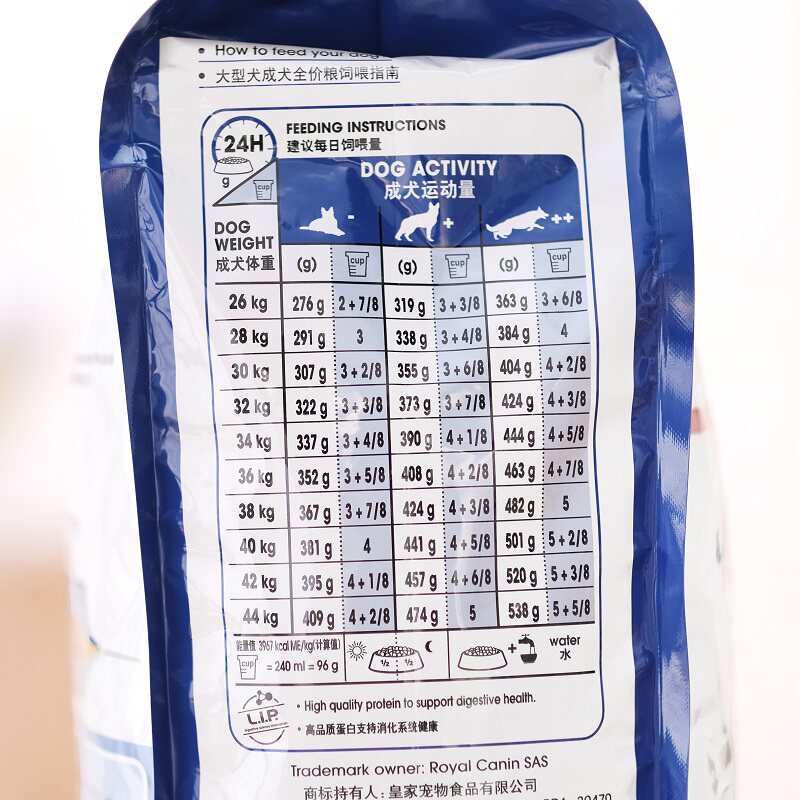 • How to feed your dog
• 大型犬成犬全价粮饲喂指南
24H
g
cup
FEEDING INSTRUCTIONS
建议每日饲喂量
DOG ACTIVITY
成犬运动量
- + ++
DOG
WEIGHT
成犬体重
(g) cup (g) cup (g) cup
26 kg 276 g 2 + 7/8 319 g 3 + 3/8 363 g 3 + 6/8
28 kg 291 g 3 338 g 3 + 4/8 384 g 4
30 kg 307 g 3 + 2/8 355 g 3 + 6/8 404 g 4 + 2/8
32 kg 322 g 3 + 3/8 373 g 3 + 7/8 424 g 4 + 3/8
34 kg 337 g 3 + 4/8 390 g 4 + 1/8 444 g 4 + 5/8
36 kg 352 g 3 + 5/8 408 g 4 + 2/8 463 g 4 + 7/8
38 kg 367 g 3 + 7/8 424 g 4 + 3/8 482 g 5
40 kg 381 g 4 441 g 4 + 5/8 501 g 5 + 2/8
42 kg 395 g 4 + 1/8 457 g 4 + 6/8 520 g 5 + 3/8
44 kg 409 g 4 + 2/8 474 g 5 538 g 5 + 5/8
能量值 3967 kcal ME/kg(计算值)
cup = 240 ml = 96 g
1/2 1/2
+
water
水
L.I.P.
• High quality protein to support digestive health.
• 高品质蛋白支持消化系统健康
Trademark owner: Royal Canin SAS
商标持有人: 皇家宠物食品有限公司